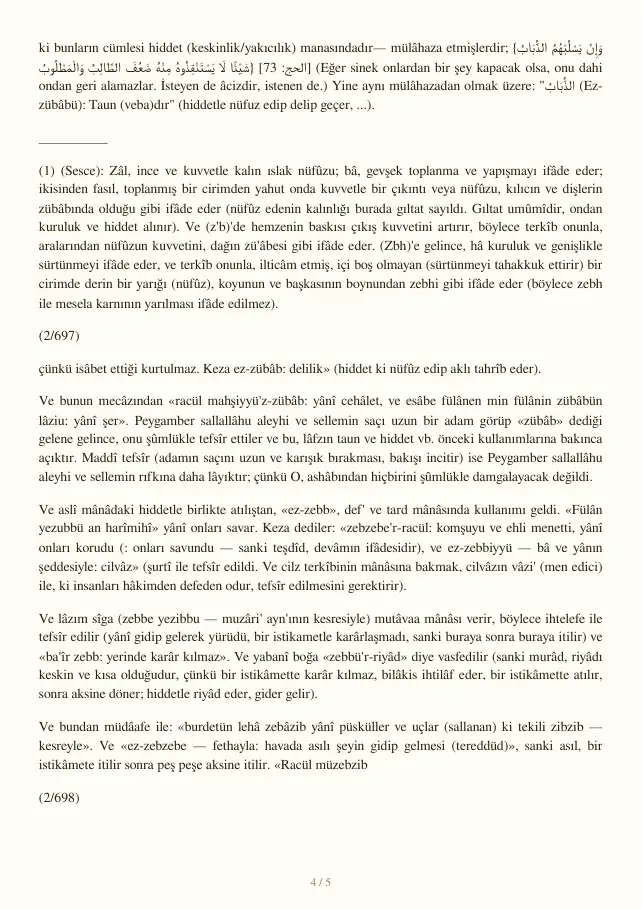 ki bunların cümlesi hiddet (keskinlik/yakıcılık) manasındadır— mülâhaza etmişlerdir; {وَإِنْ يَسْلُبْهُمُ الذُّبَابُ
شَيْئًا لَا يَسْتَنْقِذُوهُ مِنْهُ ضَعُفَ الطَّالِبُ وَالْمَطْلُوبُ} [الحج: 73] (Eğer sinek onlardan bir şey kapacak olsa, onu dahi
ondan geri alamazlar. İsteyen de âcizdir, istenen de.) Yine aynı mülâhazadan olmak üzere: "الذُّبَابُ (Ez-
zübâbü): Taun (veba)dır" (hiddetle nüfuz edip delip geçer, ...).
(1) (Sesce): Zâl, ince ve kuvvetle kalın ıslak nüfûzu; bâ, gevşek toplanma ve yapışmayı ifâde eder;
ikisinden fasıl, toplanmış bir cirimden yahut onda kuvvetle bir çıkıntı veya nüfûzu, kılıcın ve dişlerin
zübâbında olduğu gibi ifâde eder (nüfûz edenin kalınlığı burada gıltat sayıldı. Gıltat umûmîdir, ondan
kuruluk ve hiddet alınır). Ve (z'b)'de hemzenin baskısı çıkış kuvvetini artırır, böylece terkîb onunla,
aralarından nüfûzun kuvvetini, dağın zü'âbesi gibi ifâde eder. (Zbh)'e gelince, hâ kuruluk ve genişlikle
sürtünmeyi ifâde eder, ve terkîb onunla, ilticâm etmiş, içi boş olmayan (sürtünmeyi tahakkuk ettirir) bir
cirimde derin bir yarığı (nüfûz), koyunun ve başkasının boynundan zebhi gibi ifâde eder (böylece zebh
ile mesela karnının yarılması ifâde edilmez).
(2/697)
çünkü isâbet ettiği kurtulmaz. Keza ez-zübâb: delilik» (hiddet ki nüfûz edip aklı tahrîb eder).
Ve bunun mecâzından «racül mahşiyyü'z-zübâb: yânî cehâlet, ve esâbe fülânen min fülânin zübâbün
lâziu: yânî şer». Peygamber sallallâhu aleyhi ve sellemin saçı uzun bir adam görüp «zübâb» dediği
gelene gelince, onu şümlükle tefsîr ettiler ve bu, lâfzın taun ve hiddet vb. önceki kullanımlarına bakınca
açıktır. Maddî tefsîr (adamın saçını uzun ve karışık bırakması, bakışı incitir) ise Peygamber sallallâhu
aleyhi ve sellemin rıfkına daha lâyıktır; çünkü O, ashâbından hiçbirini şümlükle damgalayacak değildi.
Ve aslî mânâdaki hiddetle birlikte atılıştan, «ez-zebb», def' ve tard mânâsında kullanımı geldi. «Fülân
yezubbü an harîmihî» yânî onları savar. Keza dediler: «zebzebe'r-racül: komşuyu ve ehli menetti, yânî
onları korudu (: onları savundu — sanki teşdîd, devâmın ifâdesidir), ve ez-zebbiyyü — bâ ve yânın
şeddesiyle: cilvâz» (şurtî ile tefsîr edildi. Ve cilz terkîbinin mânâsına bakmak, cilvâzın vâzi' (men edici)
ile, ki insanları hâkimden defeden odur, tefsîr edilmesini gerektirir).
Ve lâzım sîga (zebbe yezibbu — muzâri' ayn'ının kesresiyle) mutâvaa mânâsı verir, böylece ihtelefe ile
tefsîr edilir (yânî gidip gelerek yürüdü, bir istikametle karârlaşmadı, sanki buraya sonra buraya itilir) ve
«ba'îr zebb: yerinde karâr kılmaz». Ve yabanî boğa «zebbü'r-riyâd» diye vasfedilir (sanki murâd, riyâdı
keskin ve kısa olduğudur, çünkü bir istikâmette karâr kılmaz, bilâkis ihtilâf eder, bir istikâmette atılır,
sonra aksine döner; hiddetle riyâd eder, gider gelir).
Ve bundan müdâafe ile: «burdetün lehâ zebâzib yânî püsküller ve uçlar (sallanan) ki tekili zibzib —
kesreyle». Ve «ez-zebzebe — fethayla: havada asılı şeyin gidip gelmesi (tereddüd)», sanki asıl, bir
istikâmete itilir sonra peş peşe aksine itilir. «Racül müzebzib
(2/698)
4 / 5